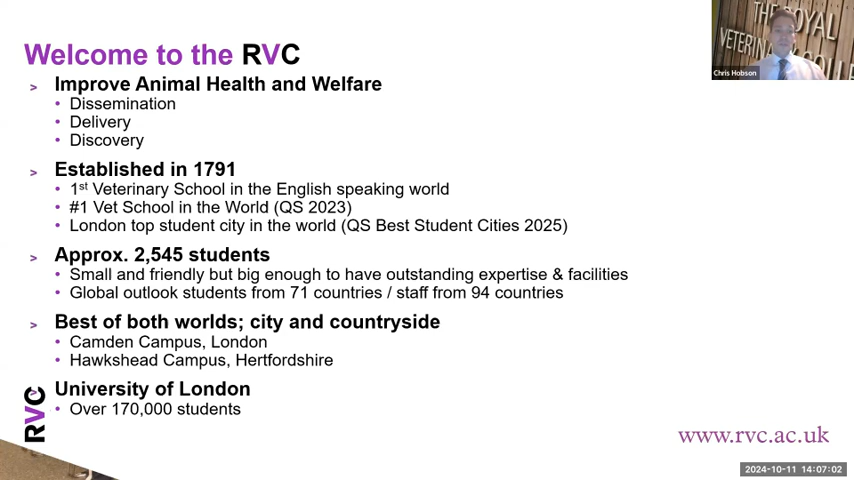 THE ROYAL
VETERINARY COLLEGE
Chris Hobson
Welcome to the RVC
> Improve Animal Health and Welfare
• Dissemination
• Delivery
• Discovery
> Established in 1791
• 1st Veterinary School in the English speaking world
• #1 Vet School in the World (QS 2023)
• London top student city in the world (QS Best Student Cities 2025)
> Approx. 2,545 students
• Small and friendly but big enough to have outstanding expertise & facilities
• Global outlook students from 71 countries / staff from 94 countries
> Best of both worlds; city and countryside
• Camden Campus, London
• Hawkshead Campus, Hertfordshire
> University of London
• Over 170,000 students
RVC
www.rvc.ac.uk
2024-10-11 14:07:02